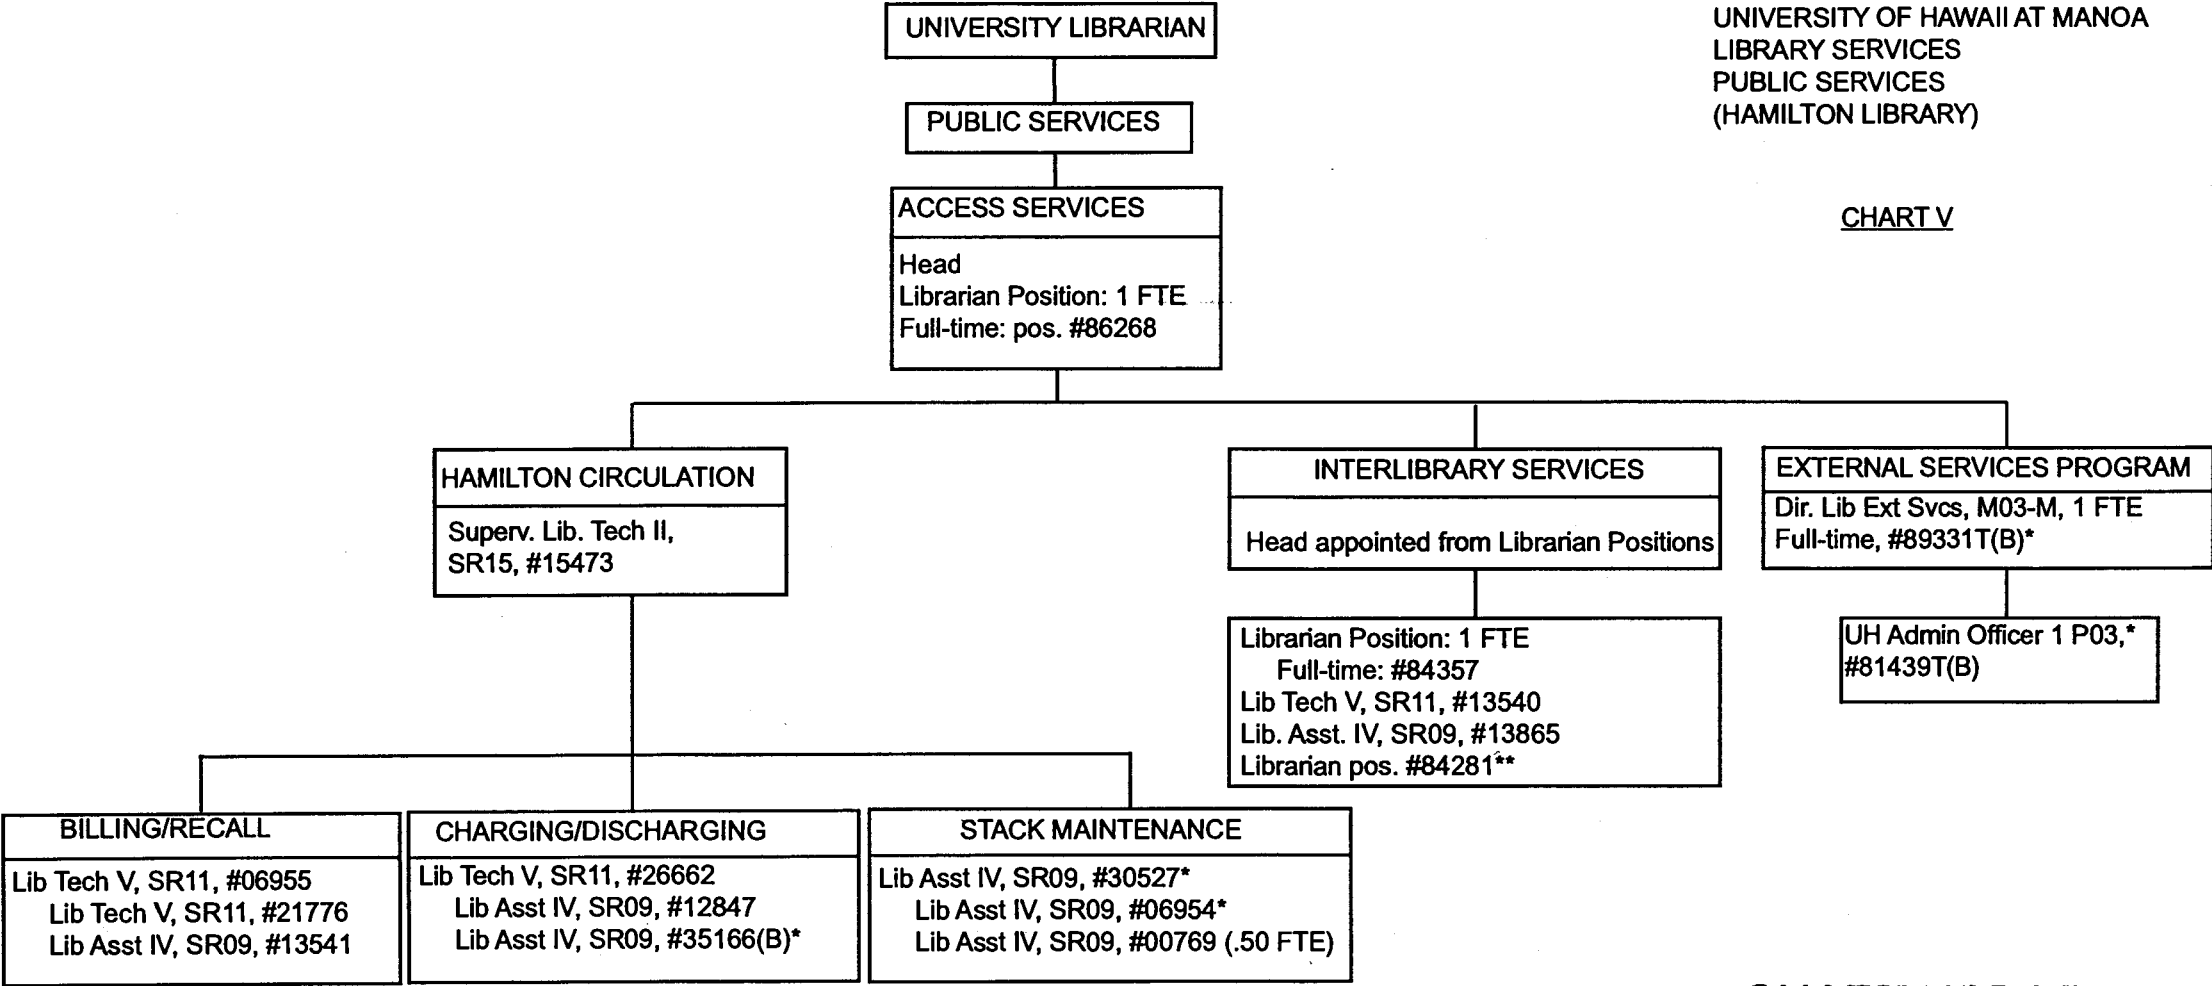 UNIVERSITY OF HAWAII AT MANOA
LIBRARY SERVICES
PUBLIC SERVICES
(HAMILTON LIBRARY)
CHART V
UNIVERSITY LIBRARIAN
PUBLIC SERVICES
ACCESS SERVICES
Head
Librarian Position: 1 FTE
Full-time: pos. #86268
HAMILTON CIRCULATION
Superv. Lib. Tech II,
SR15, #15473
INTERLIBRARY SERVICES
Head appointed from Librarian Positions
EXTERNAL SERVICES PROGRAM
Dir. Lib Ext Svcs, M03-M, 1 FTE
Full-time, #89331T(B)*
Librarian Position: 1 FTE
Full-time: #84357
Lib Tech V, SR11, #13540
Lib. Asst. IV, SR09, #13865
Librarian pos. #84281**
UH Admin Officer 1 P03,*
#81439T(B)
BILLING/RECALL
Lib Tech V, SR11, #06955
Lib Tech V, SR11, #21776
Lib Asst IV, SR09, #13541
CHARGING/DISCHARGING
Lib Tech V, SR11, #26662
Lib Asst IV, SR09, #12847
Lib Asst IV, SR09, #35166(B)*
STACK MAINTENANCE
Lib Asst IV, SR09, #30527*
Lib Asst IV, SR09, #06954*
Lib Asst IV, SR09, #00769 (.50 FTE)